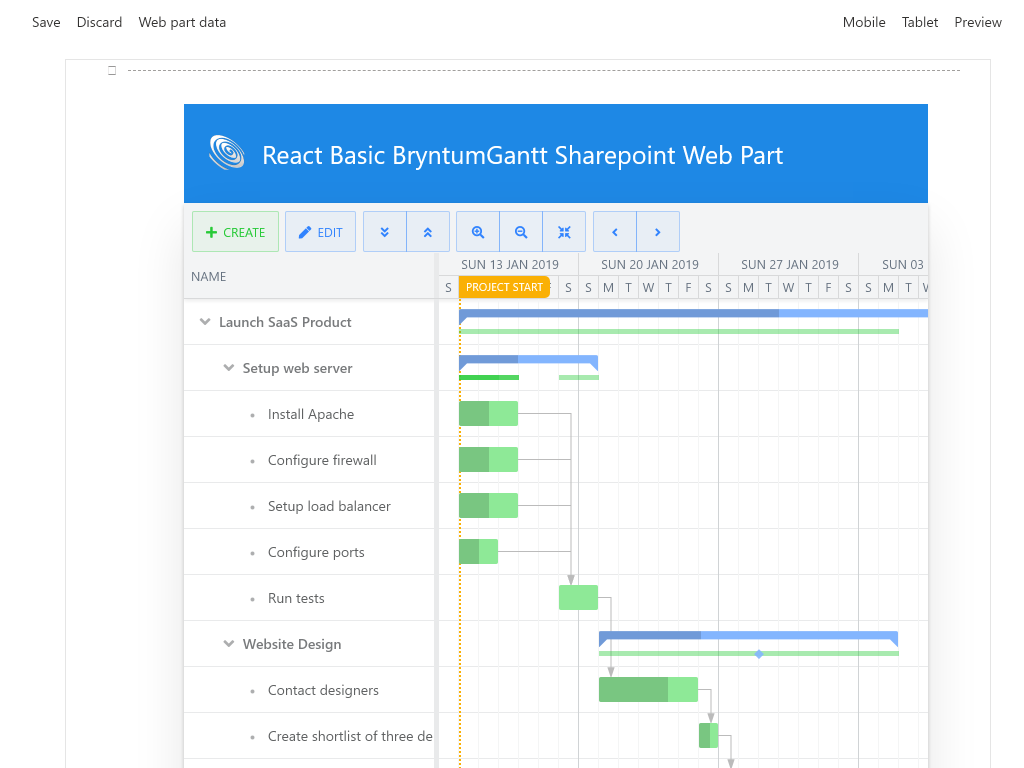 Save Discard Web part data Mobile Tablet Preview
React Basic BryntumGantt Sharepoint Web Part
CREATE EDIT
SUN 13 JAN 2019 SUN 20 JAN 2019 SUN 27 JAN 2019 SUN 03
NAME
S PROJECT START S S M T W T F S S M T W T F S S M T
Launch SaaS Product
Setup web server
Install Apache
Configure firewall
Setup load balancer
Configure ports
Run tests
Website Design
Contact designers
Create shortlist of three de